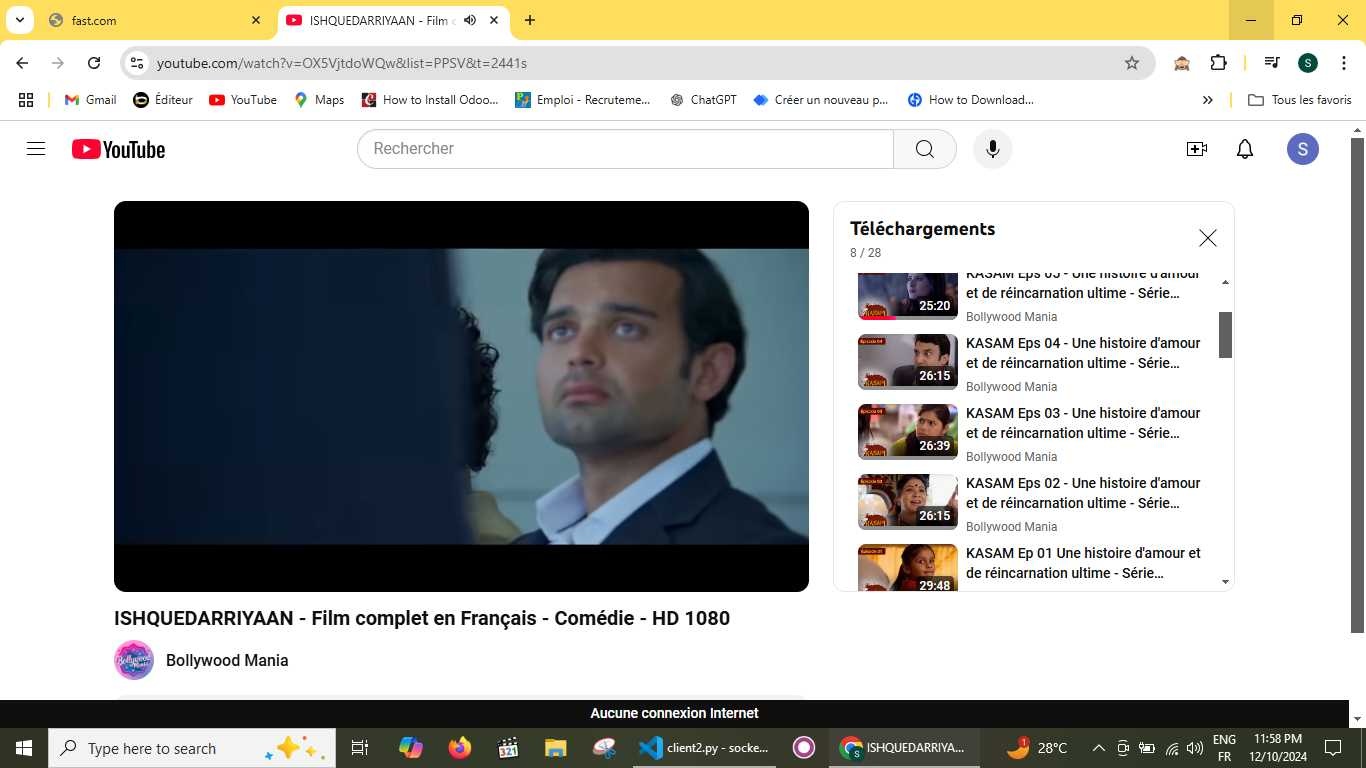 fast.com
ISHQUEDARRIYAAN - Film c
youtube.com/watch?v=OX5VjtdoWQw&list=PPSV&t=2441s
S
Gmail
Éditeur
YouTube
Maps
How to Install Odoo...
Emploi - Recruteme...
ChatGPT
Créer un nouveau p...
How to Download...
Tous les favoris
YouTube
Rechercher
S
Téléchargements
8 / 28
KASAM Eps 05 - Une histoire d'amour
et de réincarnation ultime - Série...
Bollywood Mania
25:20
KASAM Eps 04 - Une histoire d'amour
et de réincarnation ultime - Série...
Bollywood Mania
26:15
KASAM Eps 03 - Une histoire d'amour
et de réincarnation ultime - Série...
Bollywood Mania
26:39
KASAM Eps 02 - Une histoire d'amour
et de réincarnation ultime - Série...
Bollywood Mania
26:15
KASAM Ep 01 Une histoire d'amour et
de réincarnation ultime - Série...
29:48
ISHQUEDARRIYAAN - Film complet en Français - Comédie - HD 1080
Bollywood Mania
Aucune connexion Internet
Type here to search
321
client2.py - socke...
ISHQUEDARRIYA...
1
28°C
ENG
FR
11:58 PM
12/10/2024